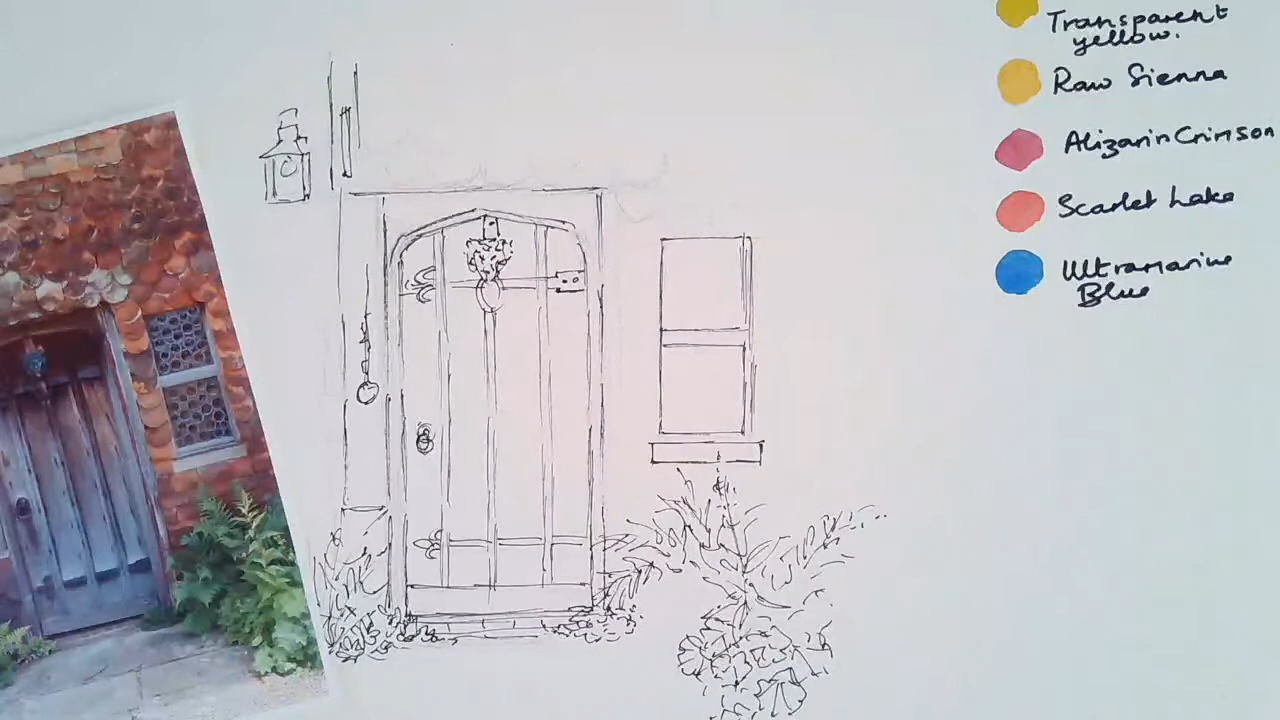 Transparent
yellow.
Raw Sienna
Alizarin Crimson
Scarlet Lake
Ultramarine
Blue